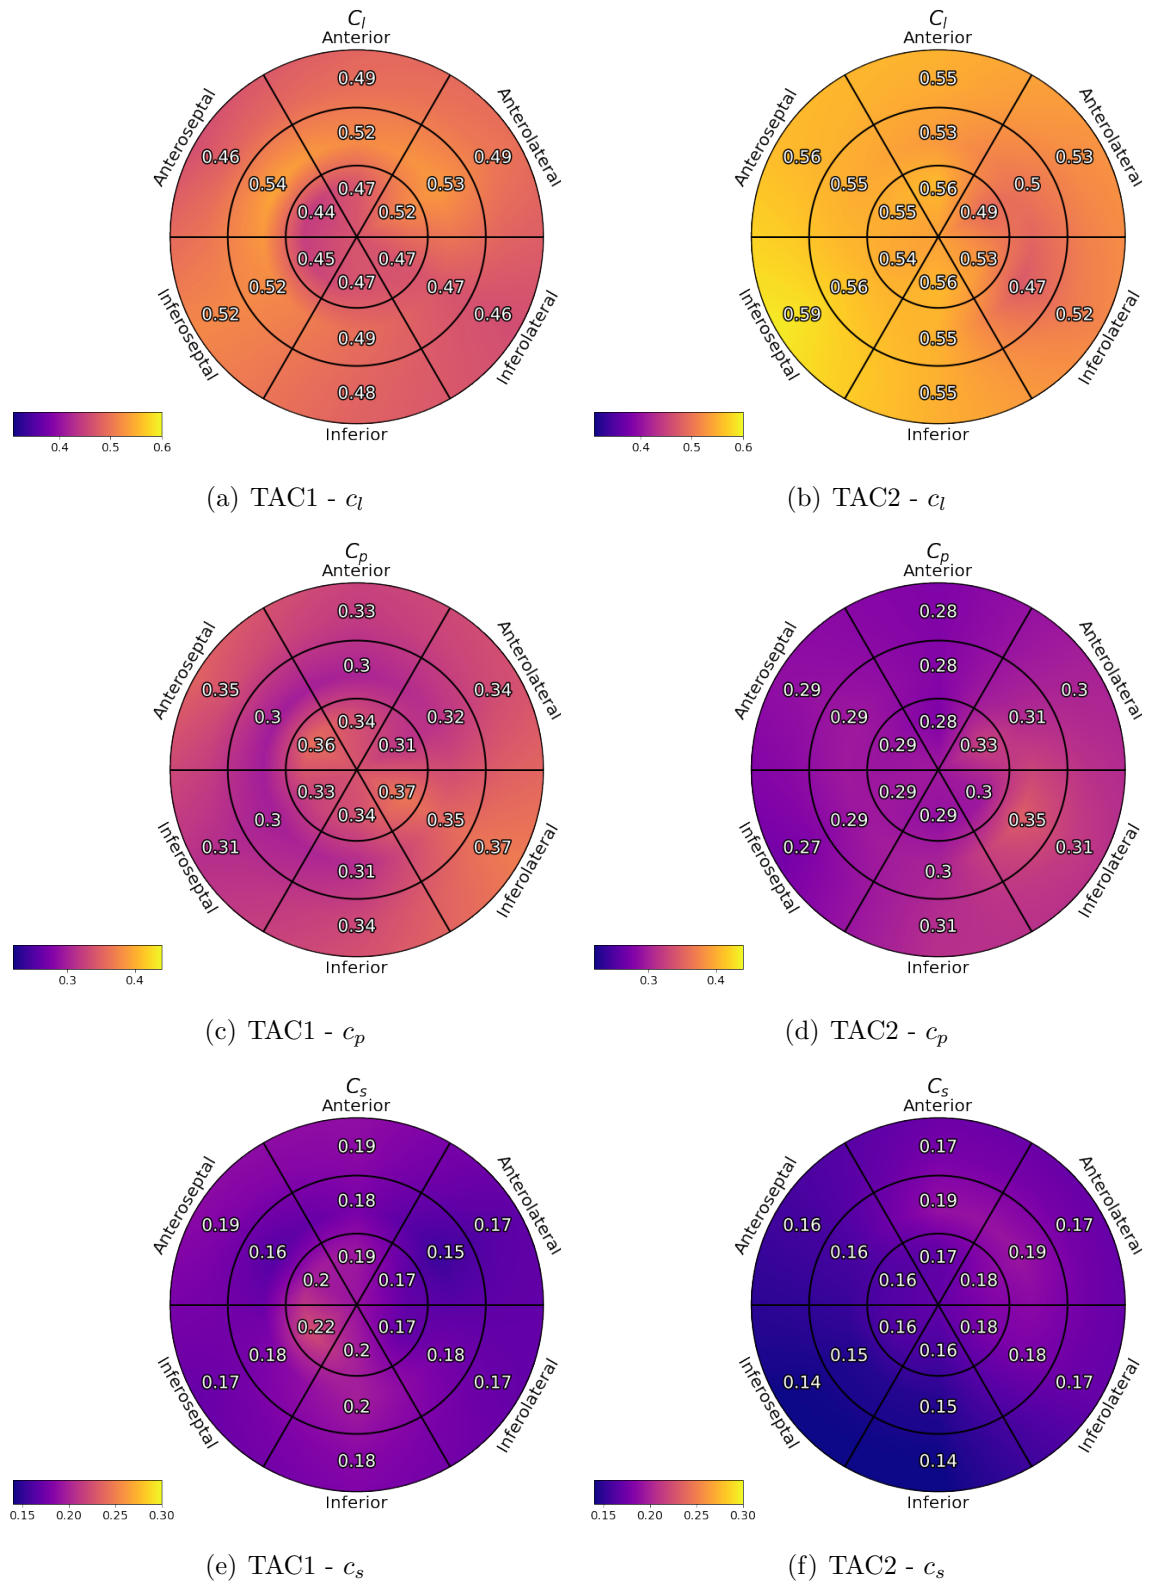 C_l
Anterior
0.49
Anteroseptal
Anterolateral
0.52
0.46
0.49
0.54
0.53
0.47
0.44
0.52
0.45
0.47
0.47
0.52
0.47
0.52
0.46
0.49
Inferoseptal
Inferolateral
0.48
0.4 0.5 0.6
Inferior
(a) TAC1 - c_l
C_l
Anterior
0.55
Anteroseptal
Anterolateral
0.53
0.56
0.53
0.55
0.5
0.56
0.55
0.49
0.54
0.53
0.56
0.56
0.47
0.59
0.52
0.55
Inferoseptal
Inferolateral
0.55
0.4 0.5 0.6
Inferior
(b) TAC2 - c_l
C_p
Anterior
0.33
Anteroseptal
Anterolateral
0.3
0.35
0.34
0.3
0.32
0.34
0.36
0.31
0.33
0.37
0.34
0.3
0.35
0.31
0.37
0.31
Inferoseptal
Inferolateral
0.34
0.3 0.4
Inferior
(c) TAC1 - c_p
C_p
Anterior
0.28
Anteroseptal
Anterolateral
0.28
0.29
0.3
0.29
0.31
0.28
0.29
0.33
0.29
0.3
0.29
0.29
0.35
0.27
0.31
0.3
Inferoseptal
Inferolateral
0.31
0.3 0.4
Inferior
(d) TAC2 - c_p
C_s
Anterior
0.19
Anteroseptal
Anterolateral
0.18
0.19
0.17
0.16
0.15
0.19
0.2
0.17
0.22
0.17
0.2
0.18
0.18
0.17
0.17
0.2
Inferoseptal
Inferolateral
0.18
0.15 0.20 0.25 0.30
Inferior
(e) TAC1 - c_s
C_s
Anterior
0.17
Anteroseptal
Anterolateral
0.19
0.16
0.17
0.16
0.19
0.17
0.16
0.18
0.16
0.18
0.16
0.15
0.18
0.14
0.17
0.15
Inferoseptal
Inferolateral
0.14
0.15 0.20 0.25 0.30
Inferior
(f) TAC2 - c_s